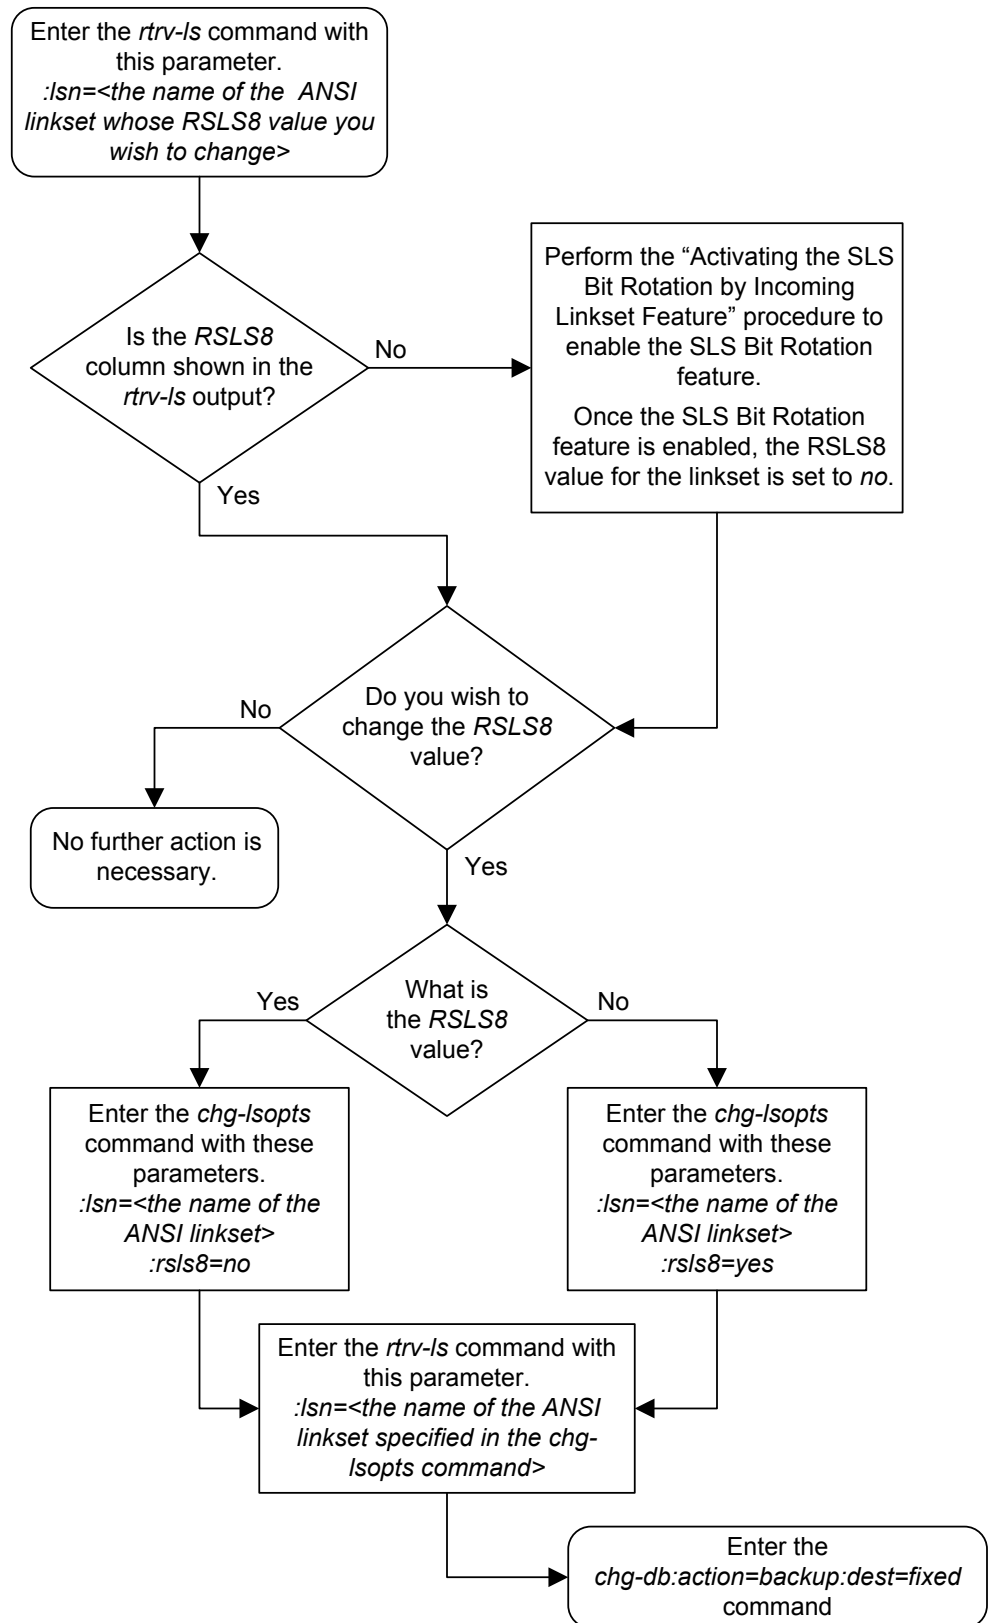 Enter the rtrv-ls command with
this parameter.
:lsn=<the name of the ANSI
linkset whose RSLS8 value you
wish to change>
Is the RSLS8
column shown in the
rtrv-ls output?
No
Perform the “Activating the SLS
Bit Rotation by Incoming
Linkset Feature” procedure to
enable the SLS Bit Rotation
feature.
Once the SLS Bit Rotation
feature is enabled, the RSLS8
value for the linkset is set to no.
Yes
Do you wish to
change the RSLS8
value?
No
No further action is
necessary.
Yes
What is
the RSLS8
value?
Yes
No
Enter the chg-lsopts
command with these
parameters.
:lsn=<the name of the
ANSI linkset>
:rsls8=no
Enter the chg-lsopts
command with these
parameters.
:lsn=<the name of the
ANSI linkset>
:rsls8=yes
Enter the rtrv-ls command with
this parameter.
:lsn=<the name of the ANSI
linkset specified in the chg-
lsopts command>
Enter the
chg-db:action=backup:dest=fixed
command